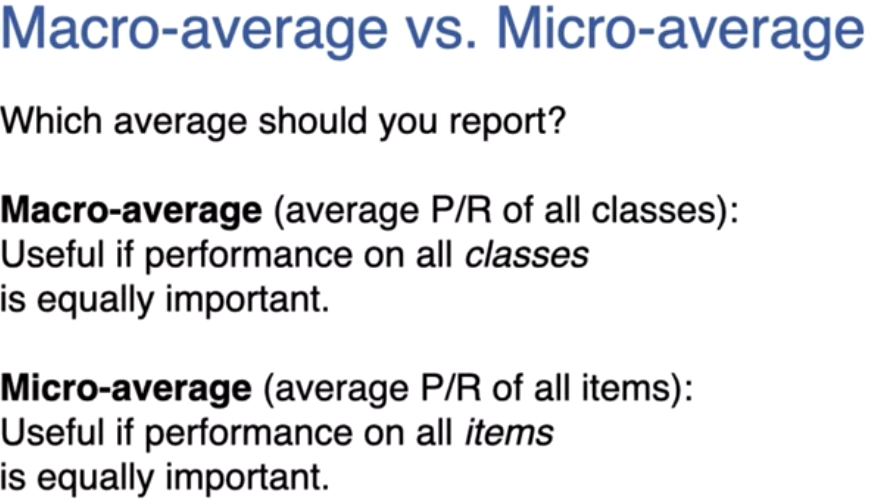 Macro-average vs. Micro-average
Which average should you report?
Macro-average (average P/R of all classes):
Useful if performance on all classes
is equally important.
Micro-average (average P/R of all items):
Useful if performance on all items
is equally important.